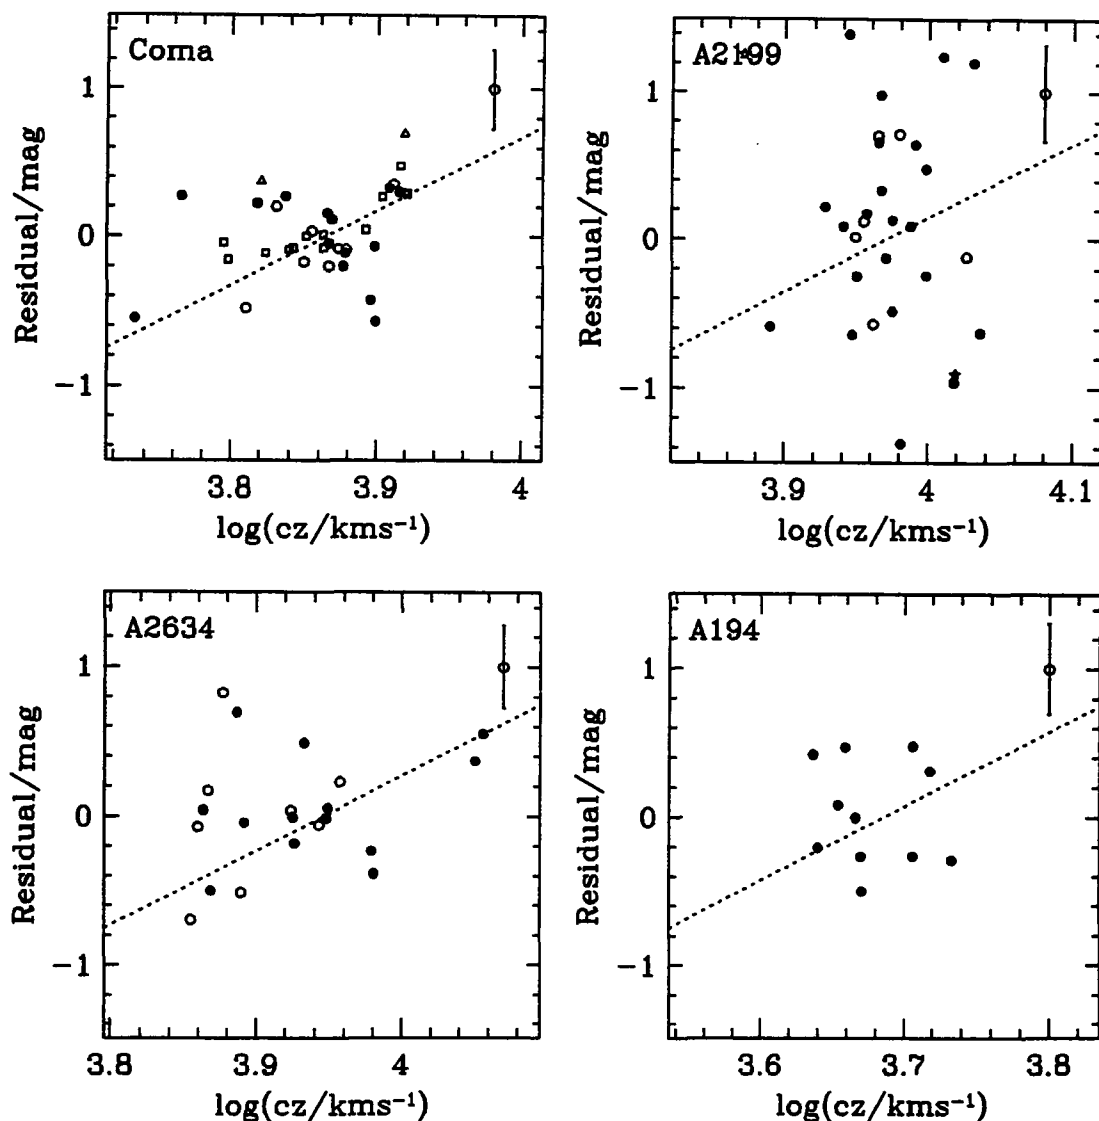 Coma
Residual/mag
1
0
−1
3.8
3.9
4
log(cz/kms⁻¹)
A2199
Residual/mag
1
0
−1
3.9
4
4.1
log(cz/kms⁻¹)
A2634
Residual/mag
1
0
−1
3.8
3.9
4
log(cz/kms⁻¹)
A194
Residual/mag
1
0
−1
3.6
3.7
3.8
log(cz/kms⁻¹)